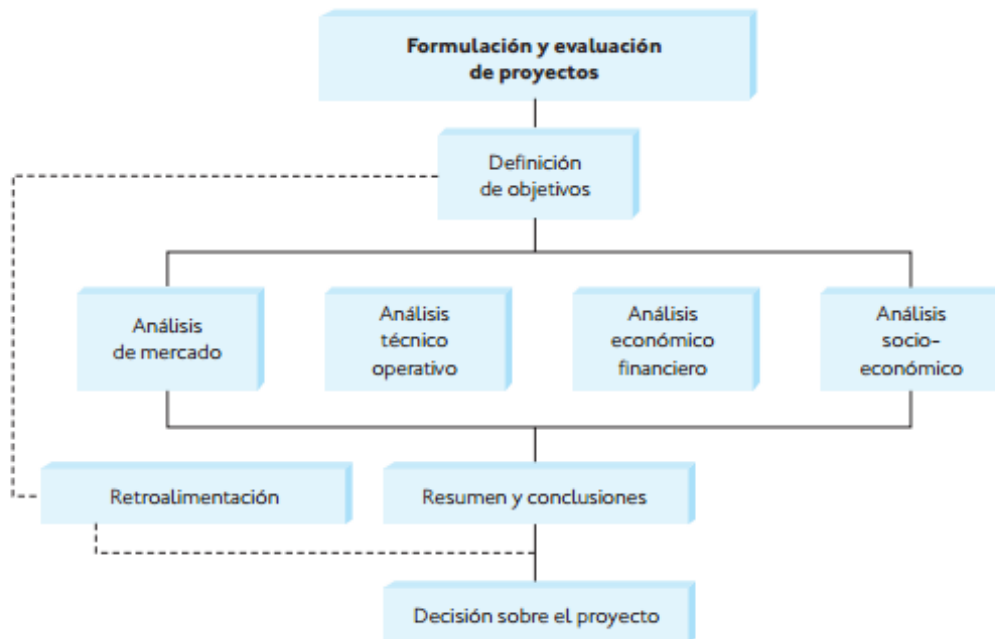 Formulación y evaluación
de proyectos
Definición
de objetivos
Análisis
de mercado
Análisis
técnico
operativo
Análisis
económico
financiero
Análisis
socio-
económico
Retroalimentación
Resumen y conclusiones
Decisión sobre el proyecto